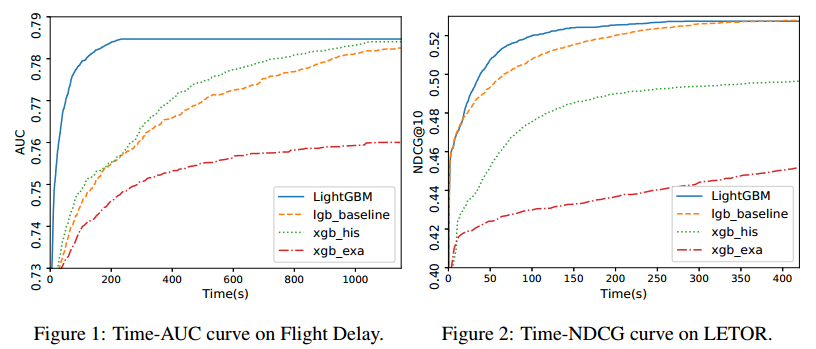 0.79
0.78
0.77
0.76
0.75
0.74
0.73
AUC
0 200 400 600 800 1000
Time(s)
LightGBM
lgb_baseline
xgb_his
xgb_exa
Figure 1: Time-AUC curve on Flight Delay.
0.52
0.50
0.48
0.46
0.44
0.42
0.40
NDCG@10
0 50 100 150 200 250 300 350 400
Time(s)
LightGBM
lgb_baseline
xgb_his
xgb_exa
Figure 2: Time-NDCG curve on LETOR.